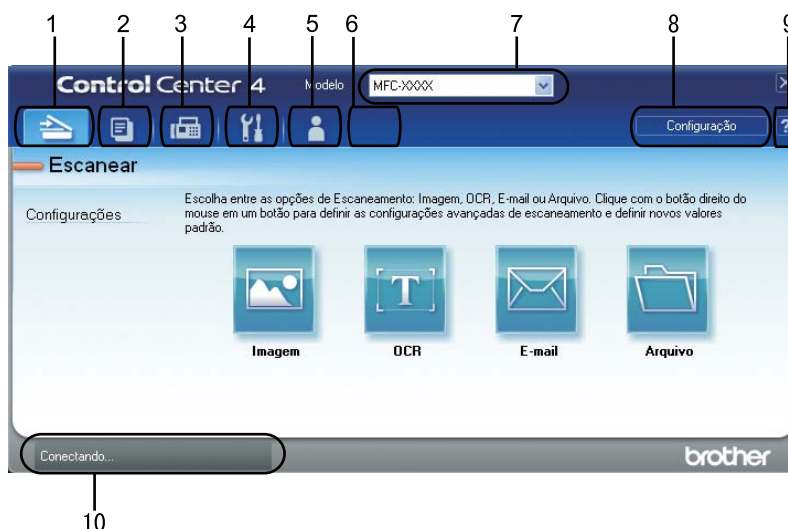 1 2 3 4 5 6 7 8 9
Control Center 4 Modelo MFC-XXXX
Configuração ?
Escanear
Configurações
Escolha entre as opções de Escaneamento: Imagem, OCR, E-mail ou Arquivo. Clique com o botão direito do
mouse em um botão para definir as configurações avançadas de escaneamento e definir novos valores
padrão.
T
Imagem OCR E-mail Arquivo
Conectando...
brother
10